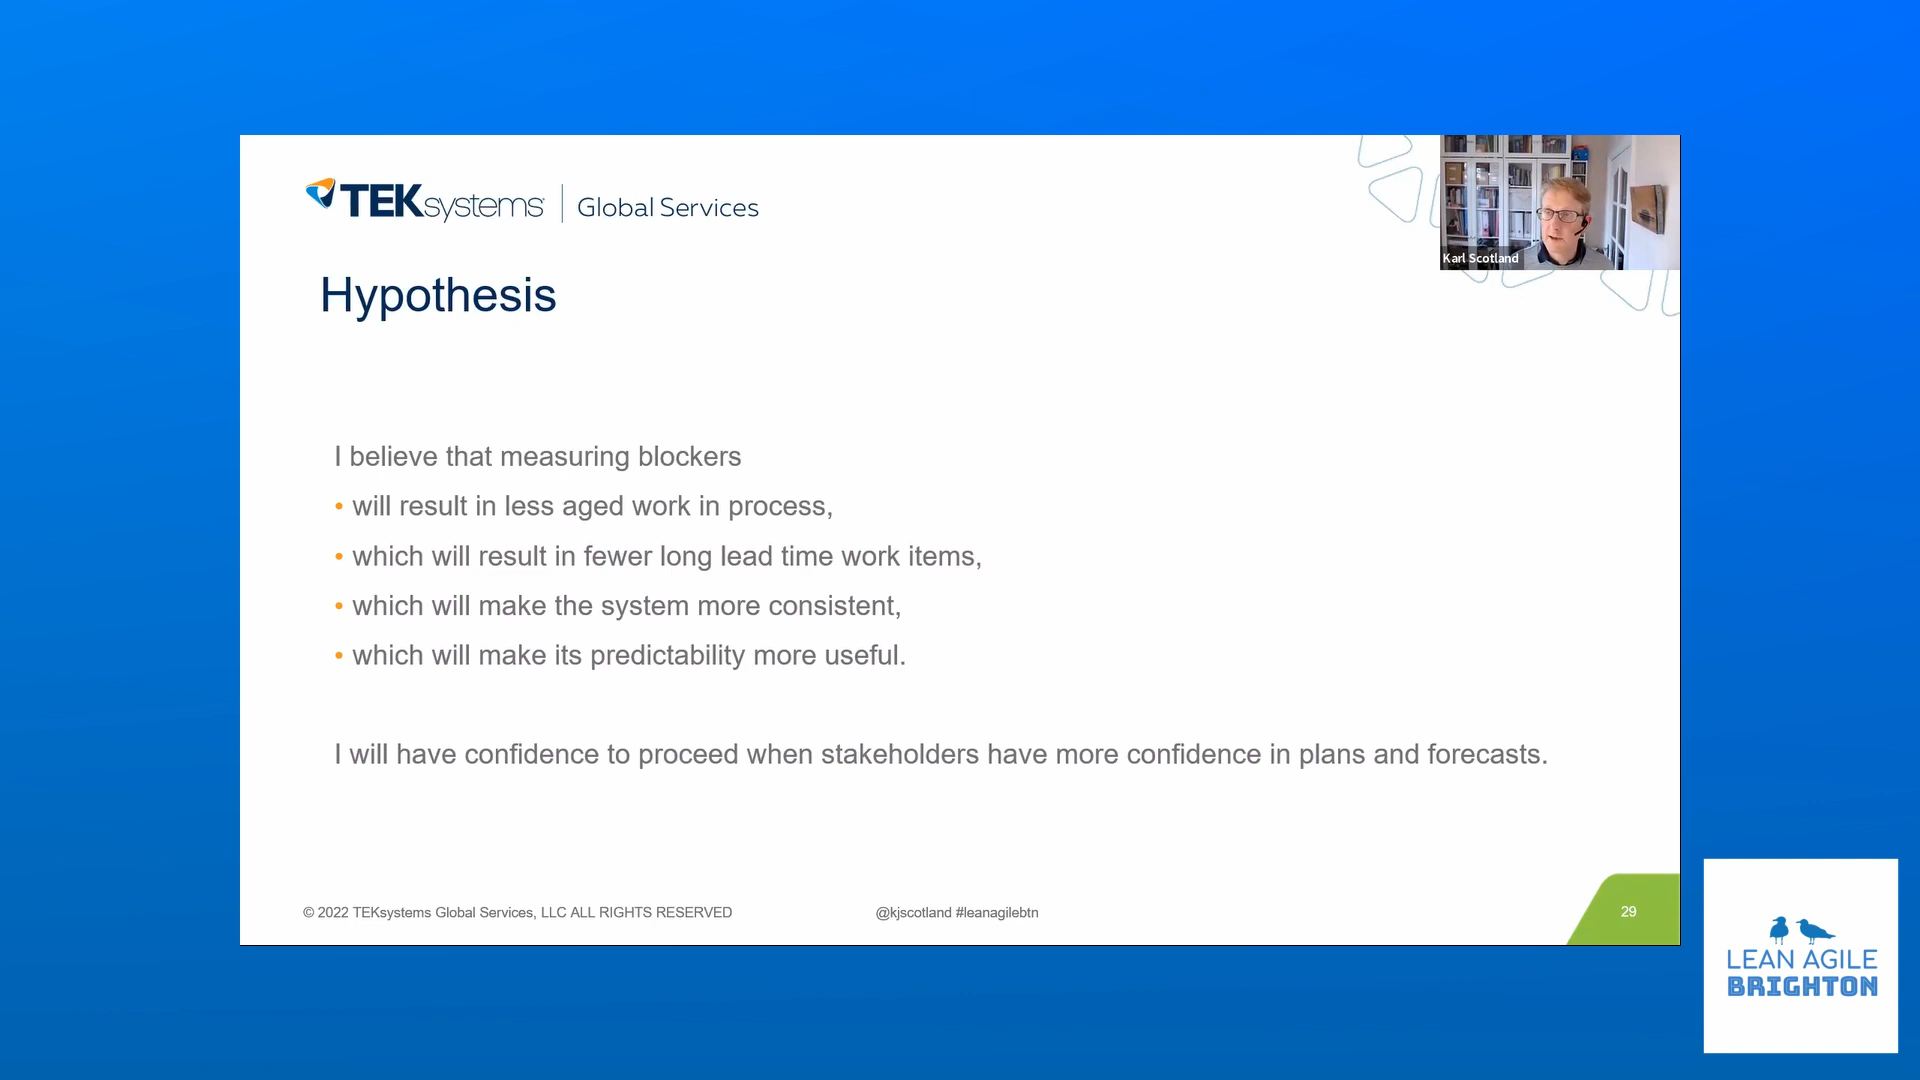 TEKsystems Global Services
Karl Scotland
Hypothesis
I believe that measuring blockers
• will result in less aged work in process,
• which will result in fewer long lead time work items,
• which will make the system more consistent,
• which will make its predictability more useful.
I will have confidence to proceed when stakeholders have more confidence in plans and forecasts.
© 2022 TEKsystems Global Services, LLC ALL RIGHTS RESERVED
@kjscotland #leanagilebtn
29
LEAN AGILE
BRIGHTON